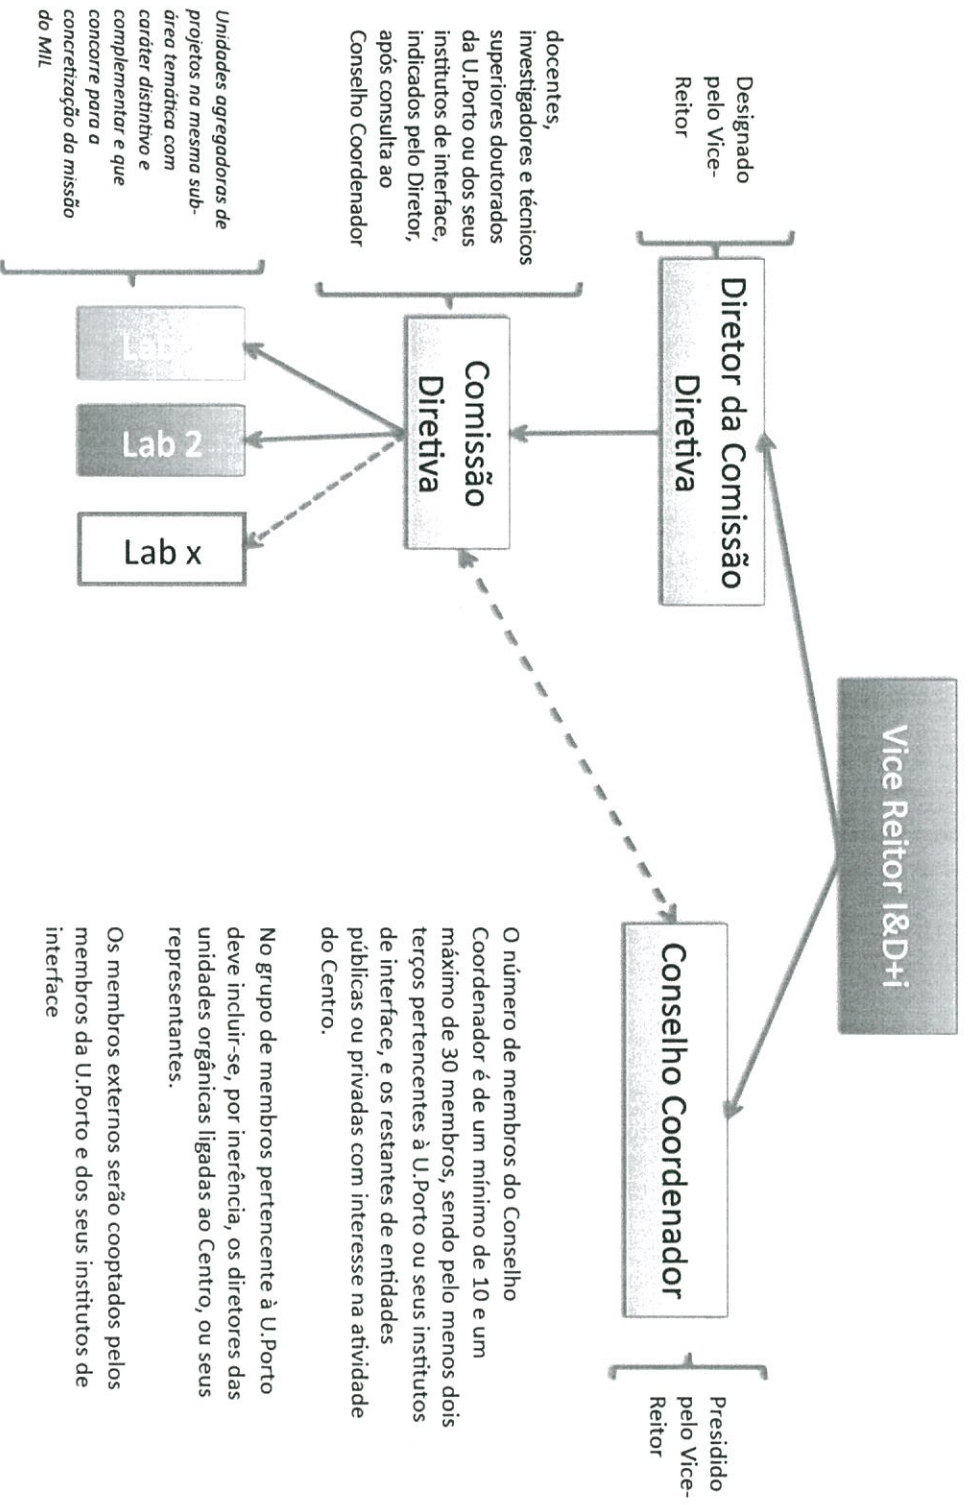 Vice Reitor I&D+i
Designado
pelo Vice-
Reitor
Diretor da Comissão
Diretiva
Conselho Coordenador
Presidido
pelo Vice-
Reitor
docentes,
investigadores e técnicos
superiores doutorados
da U.Porto ou dos seus
institutos de interface,
indicados pelo Diretor,
após consulta ao
Conselho Coordenador
Comissão
Diretiva
O número de membros do Conselho
Coordenador é de um mínimo de 10 e um
máximo de 30 membros, sendo pelo menos dois
terços pertencentes à U.Porto ou seus institutos
de interface, e os restantes de entidades
públicas ou privadas com interesse na atividade
do Centro.
No grupo de membros pertencente à U.Porto
deve incluir-se, por inerência, os diretores das
unidades orgânicas ligadas ao Centro, ou seus
representantes.
Os membros externos serão cooptados pelos
membros da U.Porto e dos seus institutos de
interface
Unidades agregadoras de
projetos na mesma sub-
área temática com
caráter distintivo e
complementar e que
concorre para a
concretização da missão
do MIL
Lab
Lab 2
Lab x